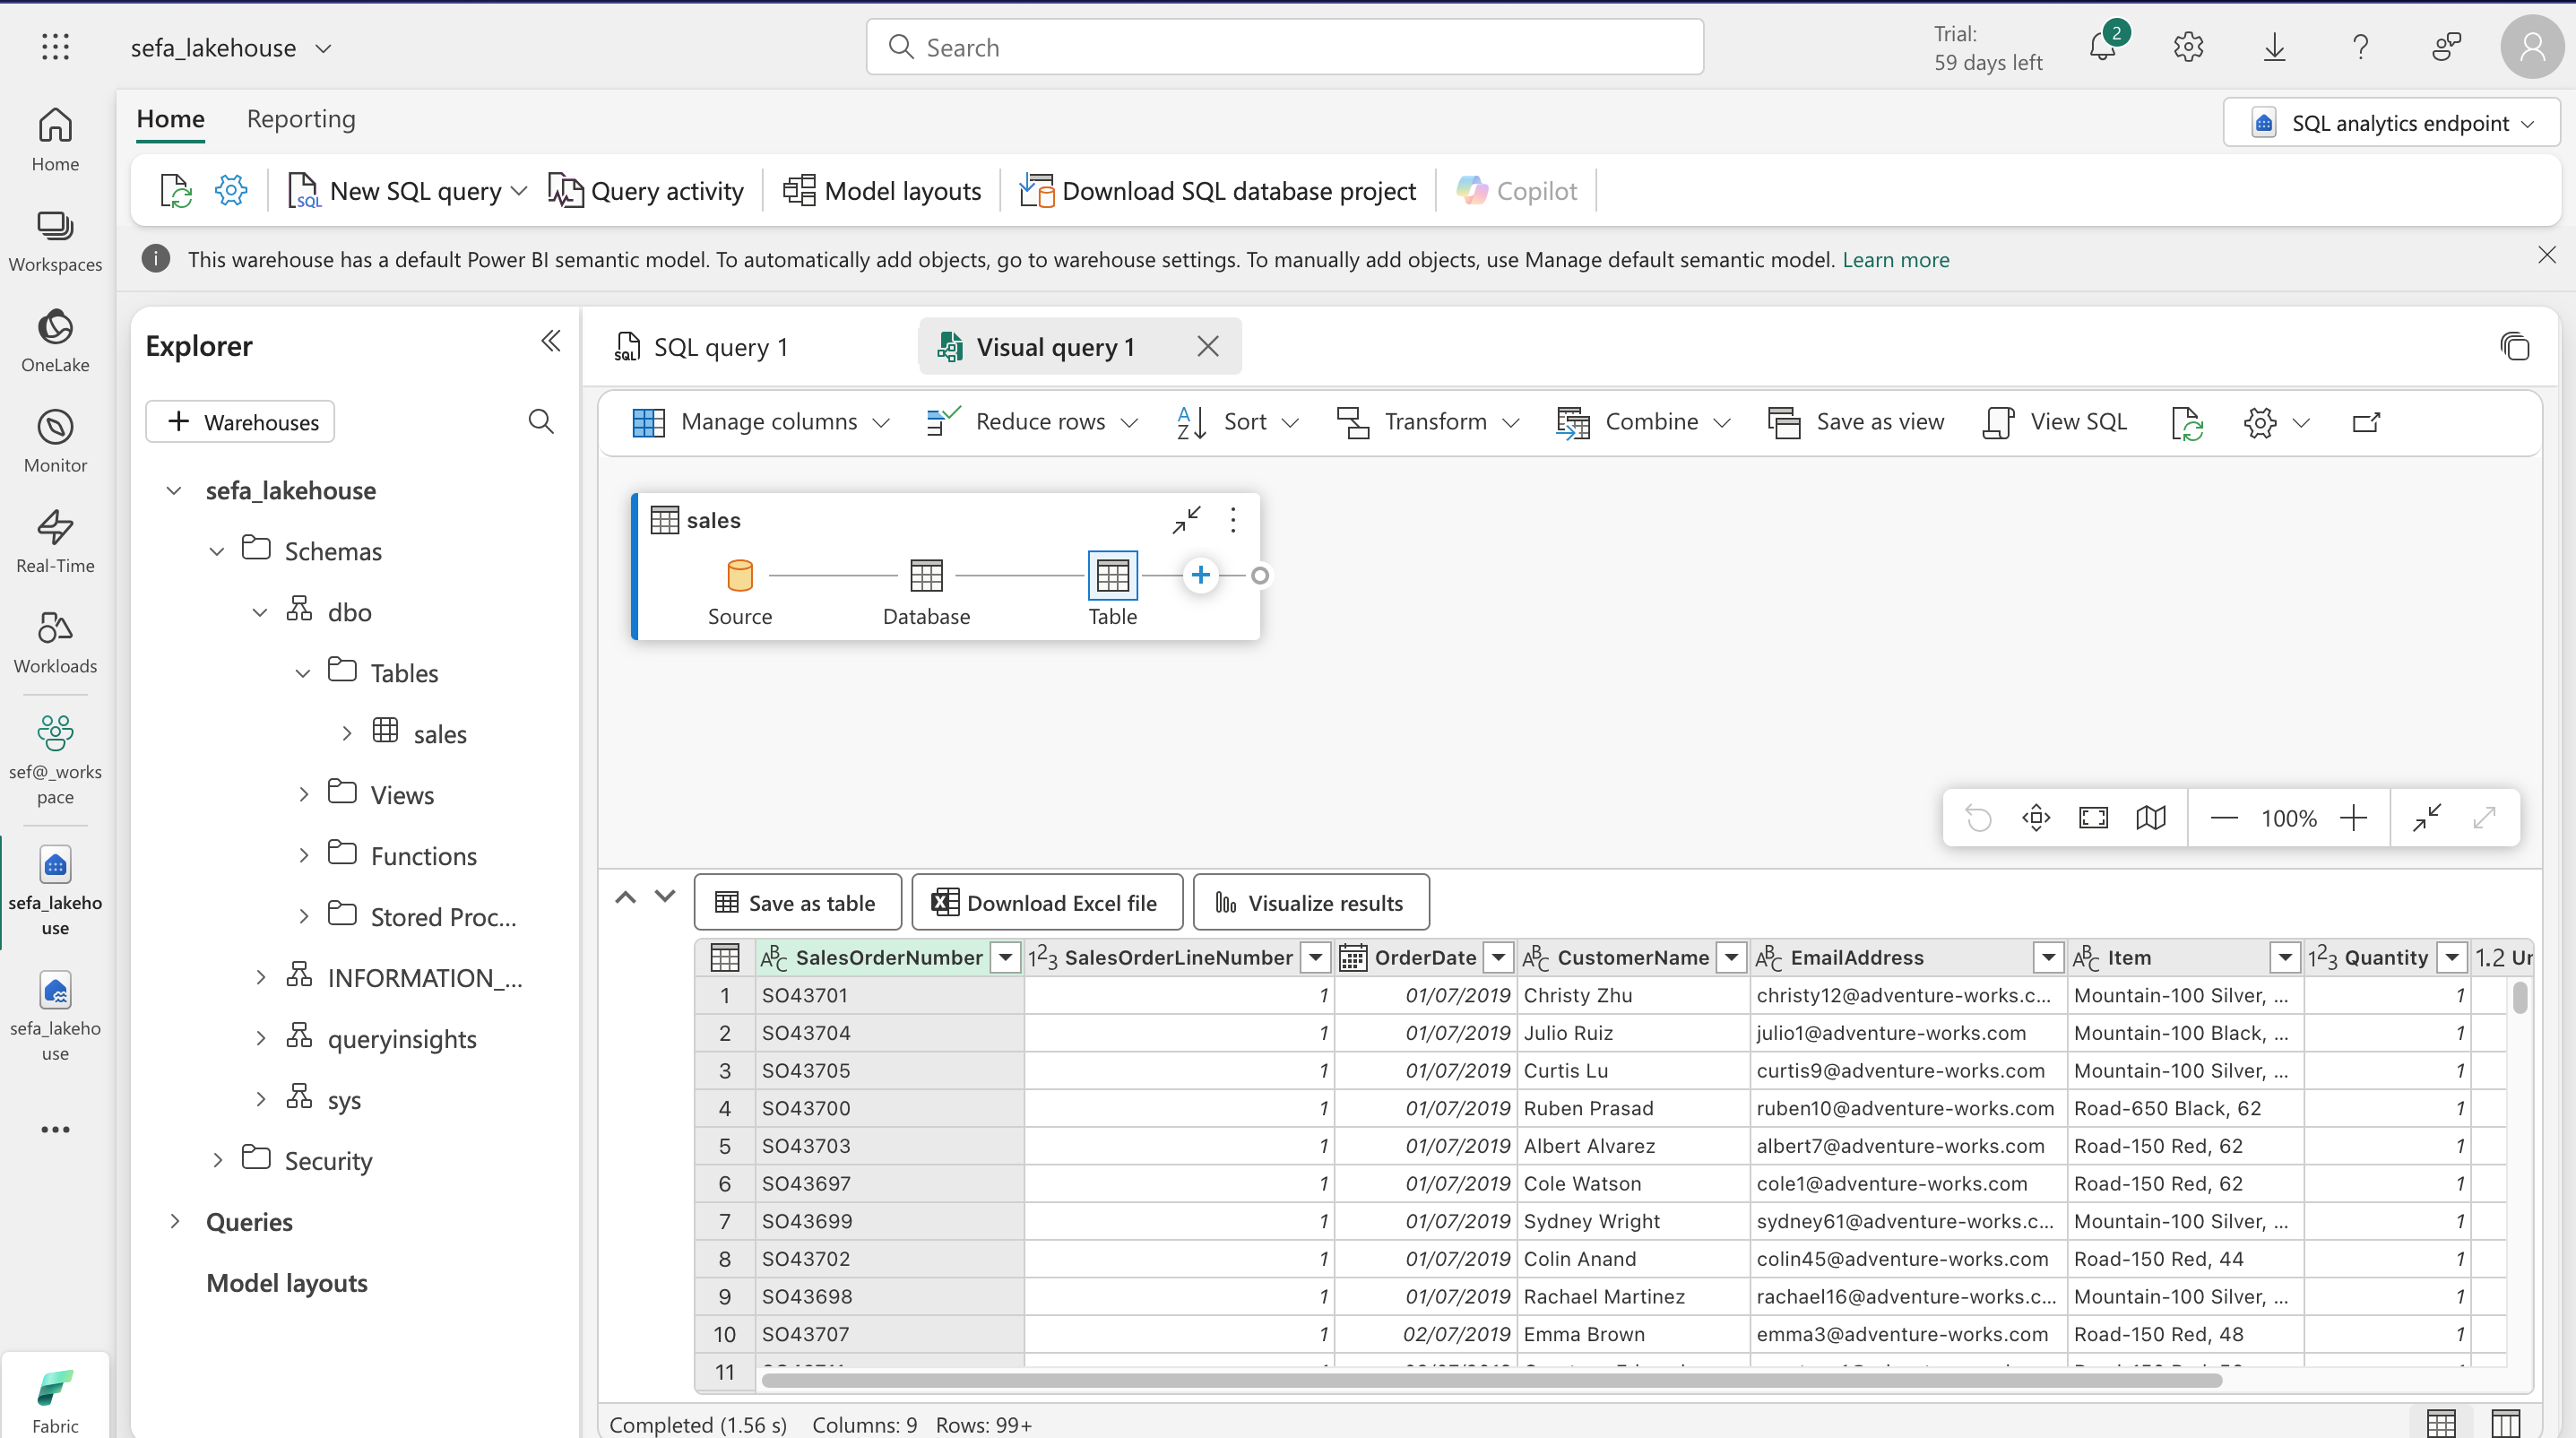 sefa_lakehouse
Search
Trial:
59 days left
2
Home
Workspaces
OneLake
Monitor
Real-Time
Workloads
sef@_works
pace
sefa_lakeho
use
sefa_lakeho
use
Fabric
Home Reporting
SQL analytics endpoint
New SQL query Query activity Model layouts Download SQL database project Copilot
This warehouse has a default Power BI semantic model. To automatically add objects, go to warehouse settings. To manually add objects, use Manage default semantic model. Learn more
Explorer
+ Warehouses
sefa_lakehouse
Schemas
dbo
Tables
sales
Views
Functions
Stored Proc...
INFORMATION_...
queryinsights
sys
Security
Queries
Model layouts
SQL query 1 Visual query 1
Manage columns Reduce rows Sort Transform Combine Save as view View SQL
sales
Source Database Table
100%
Save as table Download Excel file Visualize results
SalesOrderNumber SalesOrderLineNumber OrderDate CustomerName EmailAddress Item Quantity 1.2 Ur
1 SO43701 1 01/07/2019 Christy Zhu christy12@adventure-works.c... Mountain-100 Silver, ... 1
2 SO43704 1 01/07/2019 Julio Ruiz julio1@adventure-works.com Mountain-100 Black, ... 1
3 SO43705 1 01/07/2019 Curtis Lu curtis9@adventure-works.com Mountain-100 Silver, ... 1
4 SO43700 1 01/07/2019 Ruben Prasad ruben10@adventure-works.com Road-650 Black, 62 1
5 SO43703 1 01/07/2019 Albert Alvarez albert7@adventure-works.com Road-150 Red, 62 1
6 SO43697 1 01/07/2019 Cole Watson cole1@adventure-works.com Road-150 Red, 62 1
7 SO43699 1 01/07/2019 Sydney Wright sydney61@adventure-works.c... Mountain-100 Silver, ... 1
8 SO43702 1 01/07/2019 Colin Anand colin45@adventure-works.com Road-150 Red, 44 1
9 SO43698 1 01/07/2019 Rachael Martinez rachael16@adventure-works.c... Mountain-100 Silver, ... 1
10 SO43707 1 02/07/2019 Emma Brown emma3@adventure-works.com Road-150 Red, 48 1
11
Completed (1.56 s) Columns: 9 Rows: 99+